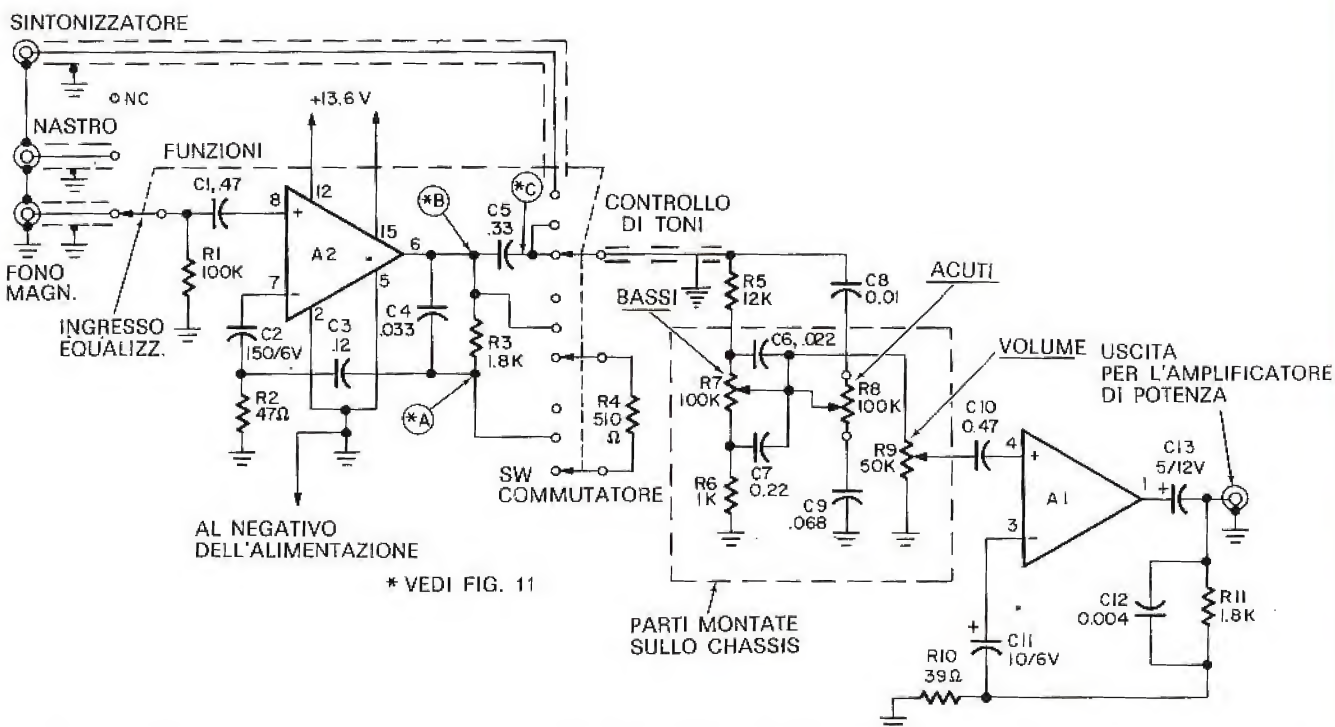 SINTONIZZATORE
NC
NASTRO
+13.6 V
FUNZIONI
C1,.47
8
+
12
*B
*C
C5
.33
CONTROLLO
DI TONI
A2
15
6
R1
100K
FONO
MAGN.
7
-
2
5
C2
150/6V
C3
.12
C4
.033
R3
1.8K
INGRESSO
EQUALIZZ.
R2
47Ω
*A
R4
510
Ω
SW
COMMUTATORE
AL NEGATIVO
DELL'ALIMENTAZIONE
* VEDI FIG. 11
R5
12K
C8
0.01
ACUTI
BASSI
C6, .022
R7
100K
R8
100K
VOLUME
C7
0.22
R6
1K
C9
.068
R9
50K
C10
0.47
USCITA
PER L'AMPLIFICATORE
DI POTENZA
4
+
A1
1
3
-
C13
5/12V
+
PARTI MONTATE
SULLO CHASSIS
C12
0.004
R11
1.8K
+
C11
10/6V
R10
39Ω